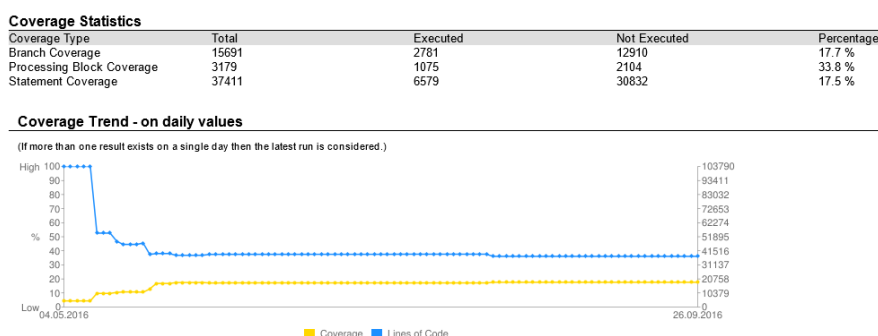 Coverage Statistics
Coverage Type Total Executed Not Executed Percentage
Branch Coverage 15691 2781 12910 17.7 %
Processing Block Coverage 3179 1075 2104 33.8 %
Statement Coverage 37411 6579 30832 17.5 %
Coverage Trend - on daily values
(If more than one result exists on a single day then the latest run is considered.)
High 100 103790
90 93411
80 83032
70 72653
60 62274
% 50 51895
40 41516
30 31137
20 20758
10 10379
Low 0 0
04.05.2016 26.09.2016
Coverage Lines of Code